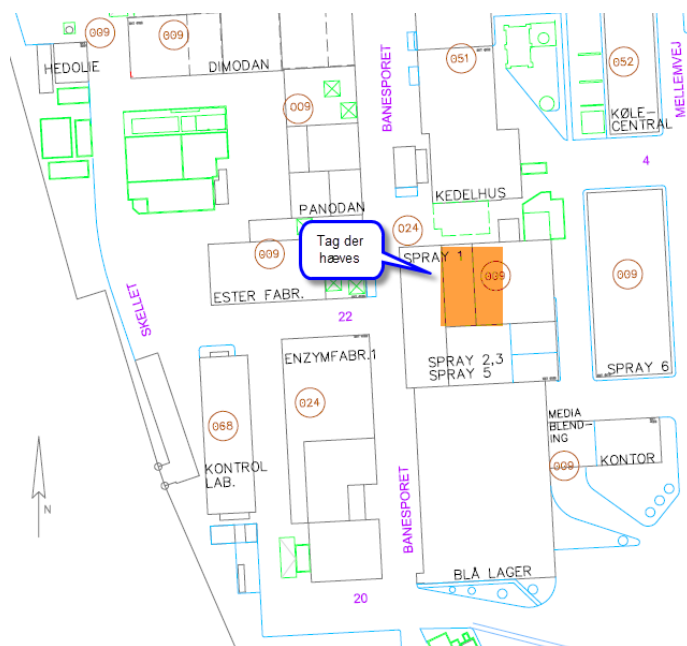 009
009
HEDOLIE
DIMODAN
009
BANESPORET
051
052
KØLE-
CENTRAL
MELLEMVEJ
4
PANODAN
KEDELHUS
024
Tag der
hæves
009
SPRAY 1
009
009
ESTER FABR.
SKELLET
22
ENZYMFABR.1
SPRAY 2,3
SPRAY 5
SPRAY 6
024
068
KONTROL
LAB.
MEDIA
BLEND-
ING
009
KONTOR
BANESPORET
N
BLÅ LAGER
20